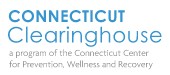 CONNECTICUT
Clearinghouse
a program of the Connecticut Center
for Prevention, Wellness and Recovery